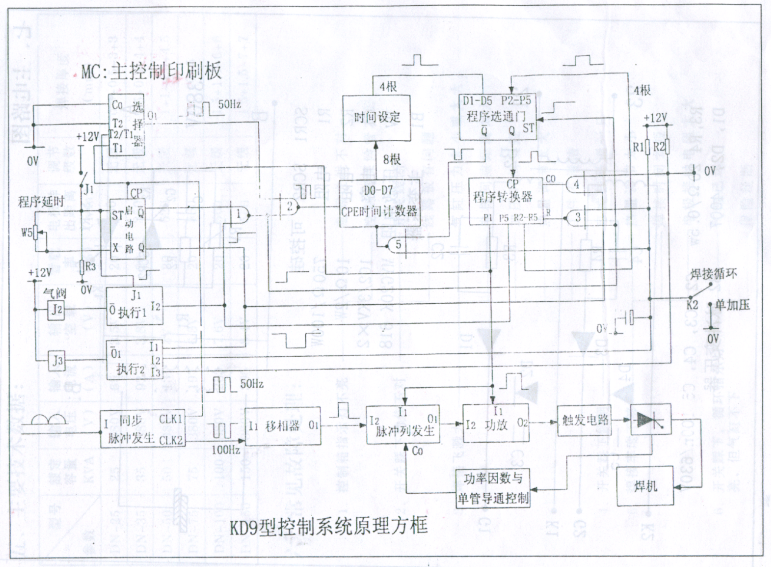 MC:主控制印刷板
4根
Co
选择器
O1
50Hz
T2
T2/T1
T1
+12V
0V
J1
时间设定
8根
D1-D5 P2-P5
程序选通门
Q̄ Q ST
4根
+12V
R1 R2
0V
程序延时
W5
CP
ST
启动电路
Q
X
Q̄
1
2
D0-D7
CPE时间计数器
5
CP CO
程序转换器
R
P1 P5 R2-P5
4
3
R3
0V
+12V
气阀
J2
J3
J1
Ō 执行1 I2
Ō1
执行2
I1
I2
I3
0V
焊接循环
K2
单加压
0V
50Hz
I
同步
脉冲发生
CLK1
CLK2
100Hz
I1 移相器 O1
I1
I2 O1
脉冲列发生
Co
I1
I2 功放 O2
触发电路
功率因数与
单管导通控制
焊机
KD9型控制系统原理方框